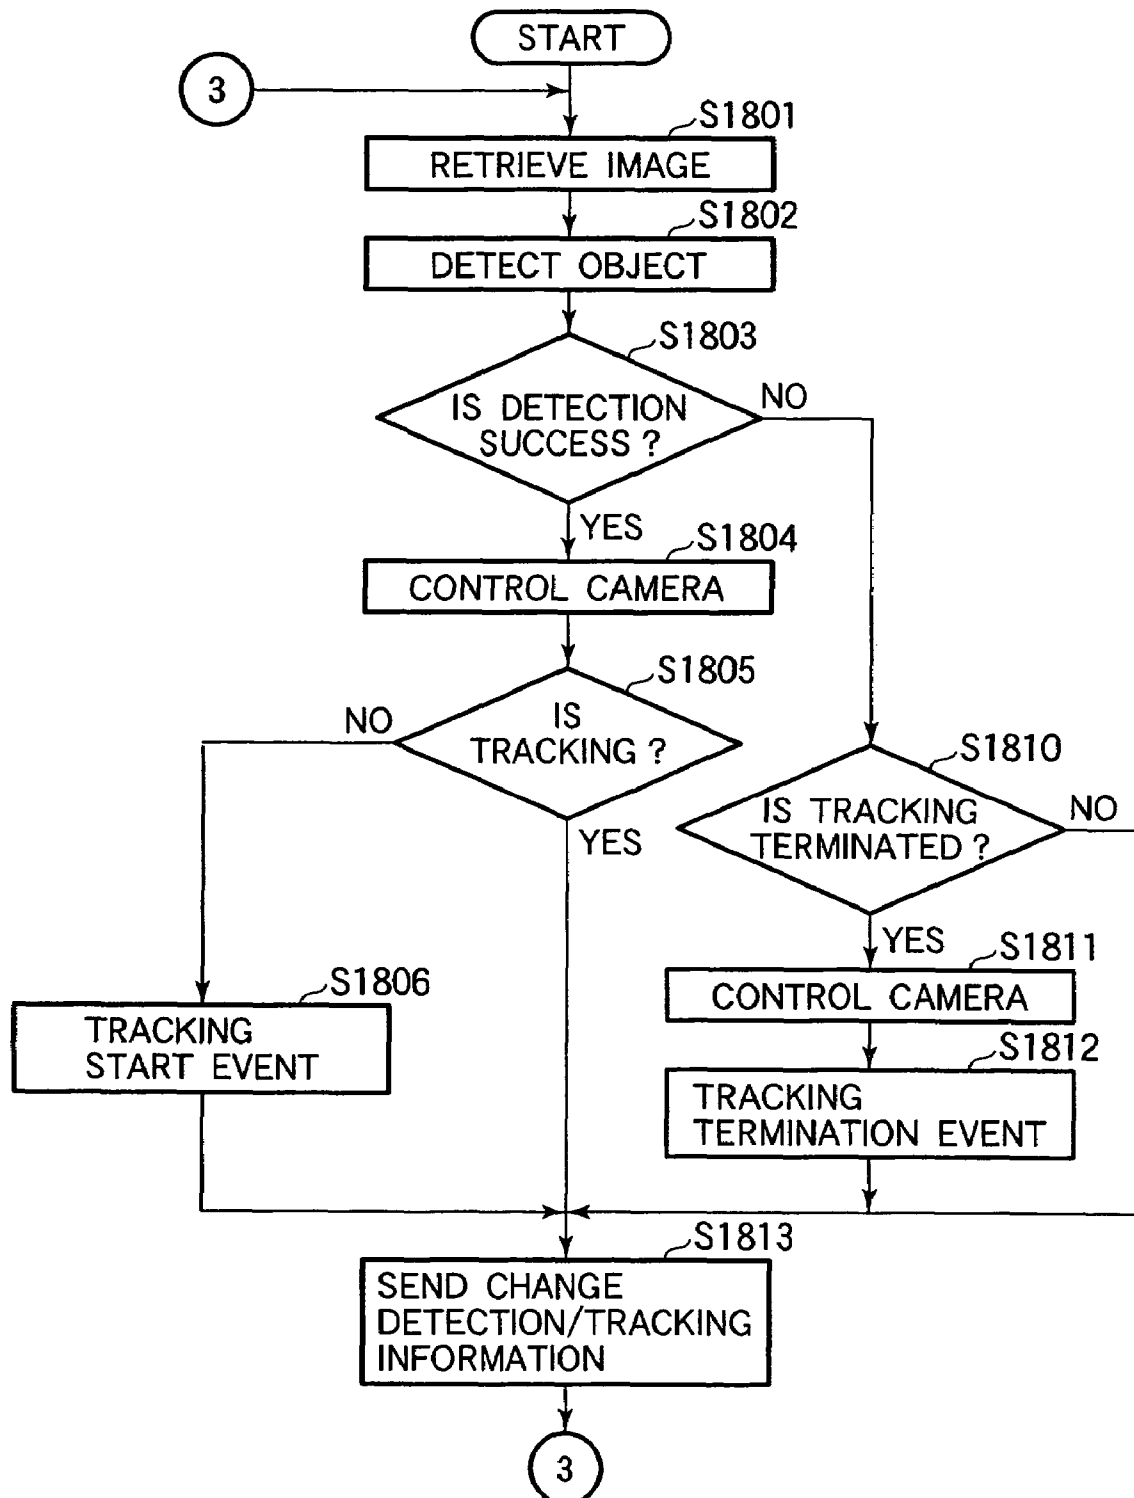 START
3
S1801
RETRIEVE IMAGE
S1802
DETECT OBJECT
S1803
IS DETECTION
SUCCESS ?
NO
YES
S1804
CONTROL CAMERA
S1805
IS
TRACKING ?
NO
YES
S1810
IS TRACKING
TERMINATED ?
NO
YES
S1806
TRACKING
START EVENT
S1811
CONTROL CAMERA
S1812
TRACKING
TERMINATION EVENT
S1813
SEND CHANGE
DETECTION/TRACKING
INFORMATION
3